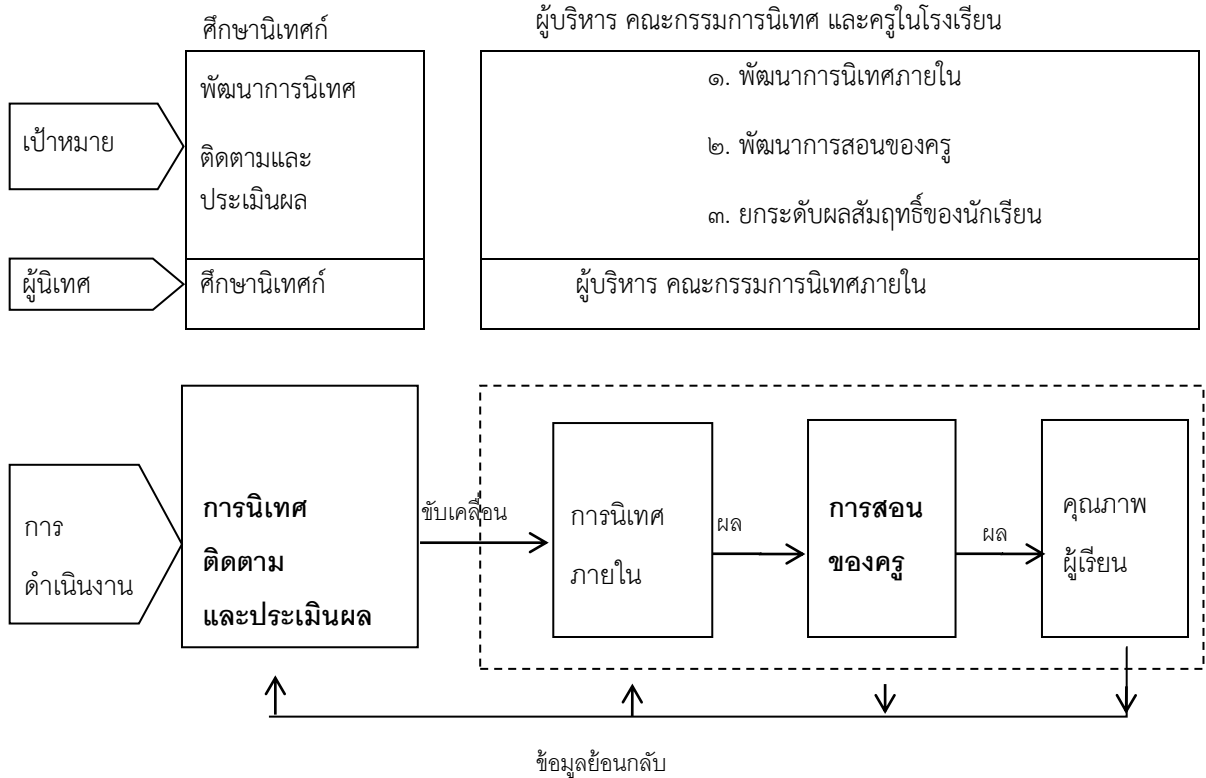 ศึกษานิเทศก์
ผู้บริหาร คณะกรรมการนิเทศ และครูในโรงเรียน
เป้าหมาย
พัฒนาการนิเทศ
ติดตามและ
ประเมินผล
๑. พัฒนาการนิเทศภายใน
๒. พัฒนาการสอนของครู
๓. ยกระดับผลสัมฤทธิ์ของนักเรียน
ผู้นิเทศ
ศึกษานิเทศก์
ผู้บริหาร คณะกรรมการนิเทศภายใน
การ
ดำเนินงาน
การนิเทศ
ติดตาม
และประเมินผล
ขับเคลื่อน
การนิเทศ
ภายใน
ผล
การสอน
ของครู
ผล
คุณภาพ
ผู้เรียน
ข้อมูลย้อนกลับ